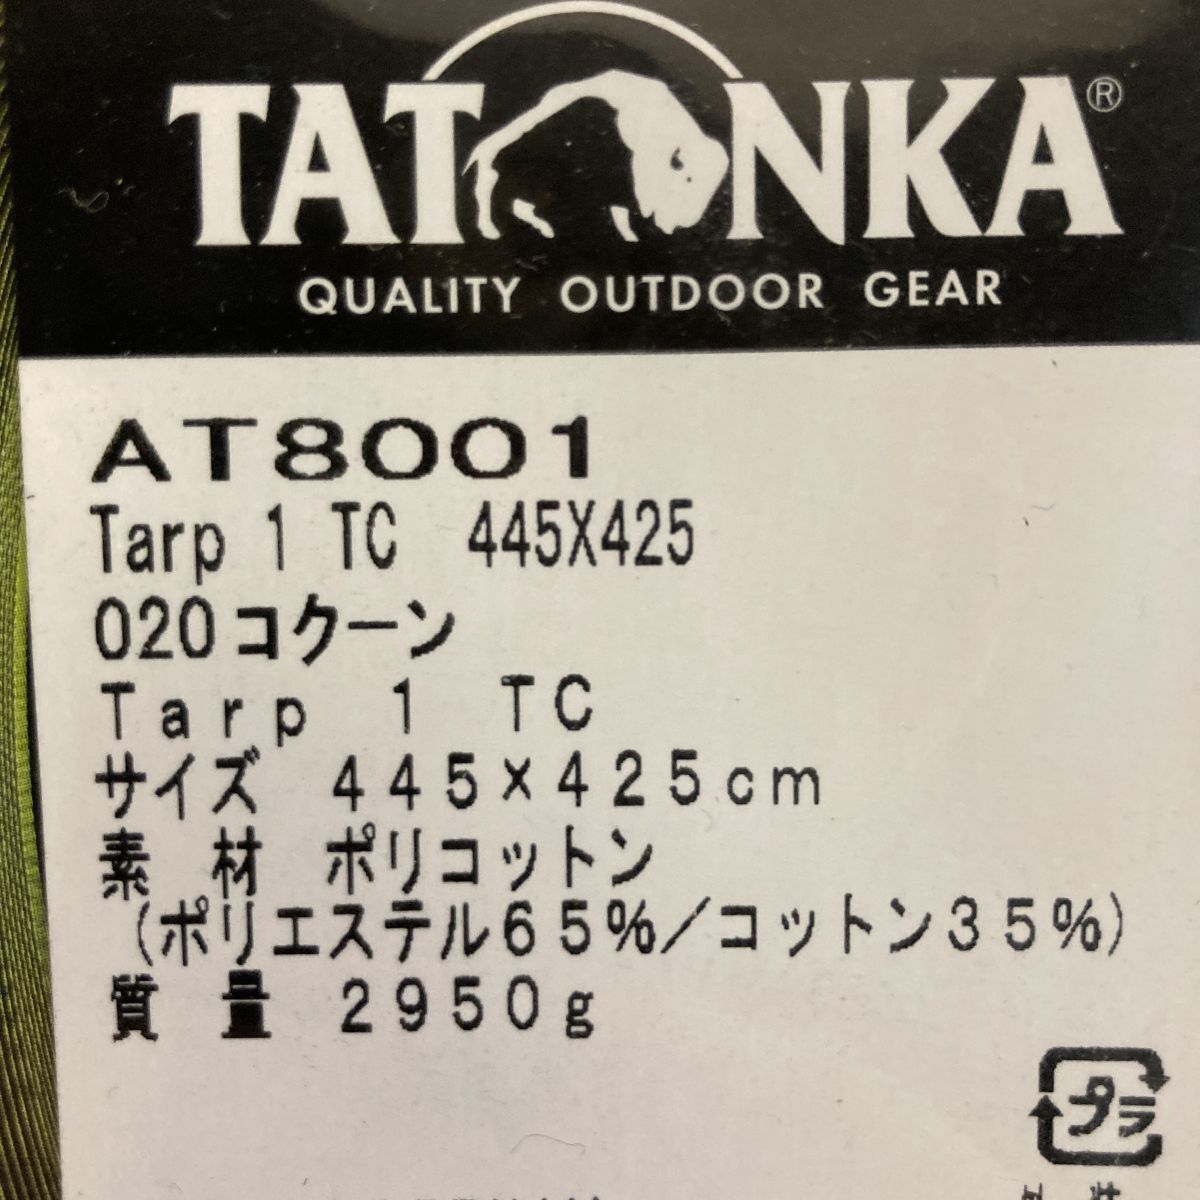 TATONKA®
QUALITY OUTDOOR GEAR
AT8001
Tarp 1 TC 445X425
020コクーン
Tarp 1 TC
サイズ 445×425cm
素 材 ポリコットン
(ポリエステル65%/コットン35%)
質 量 2950g
プラ